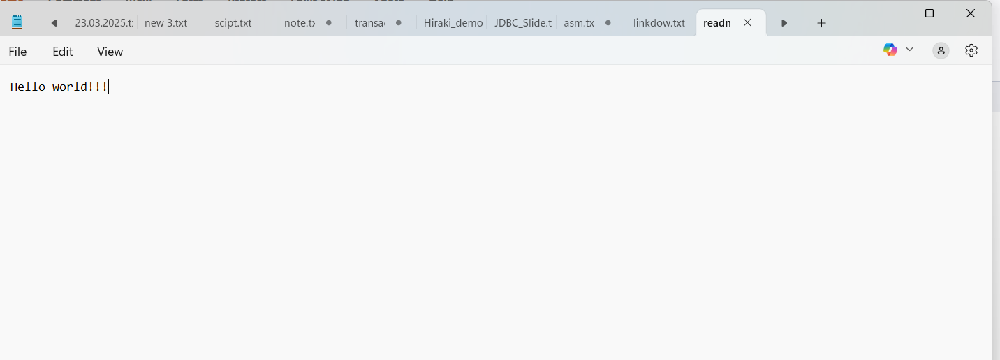 23.03.2025.tx new 3.txt scipt.txt note.tx transa Hiraki_demo JDBC_Slide.t asm.tx linkdow.txt readn
File Edit View
Hello world!!!